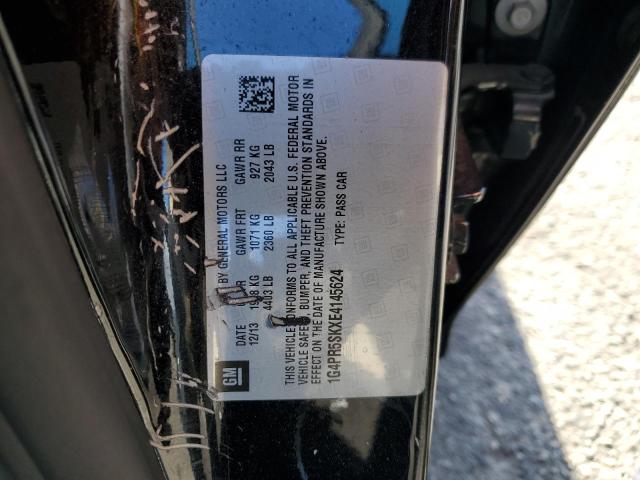 GM
BY GENERAL MOTORS LLC
DATE GAWR FRT GAWR RR
12/13 KG 1071 KG 927 KG
4403 LB 2360 LB 2043 LB
THIS VEHICLE CONFORMS TO ALL APPLICABLE U.S. FEDERAL MOTOR
VEHICLE SAFETY, BUMPER, AND THEFT PREVENTION STANDARDS IN
EFFECT ON THE DATE OF MANUFACTURE SHOWN ABOVE.
1G4PR5SKXE4145624 TYPE: PASS CAR